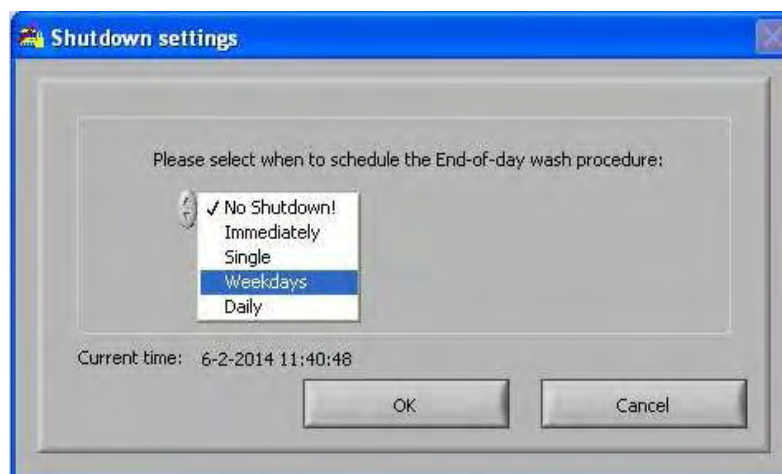 Shutdown settings
Please select when to schedule the End-of-day wash procedure:
✓ No Shutdown!
Immediately
Single
Weekdays
Daily
Current time: 6-2-2014 11:40:48
OK Cancel